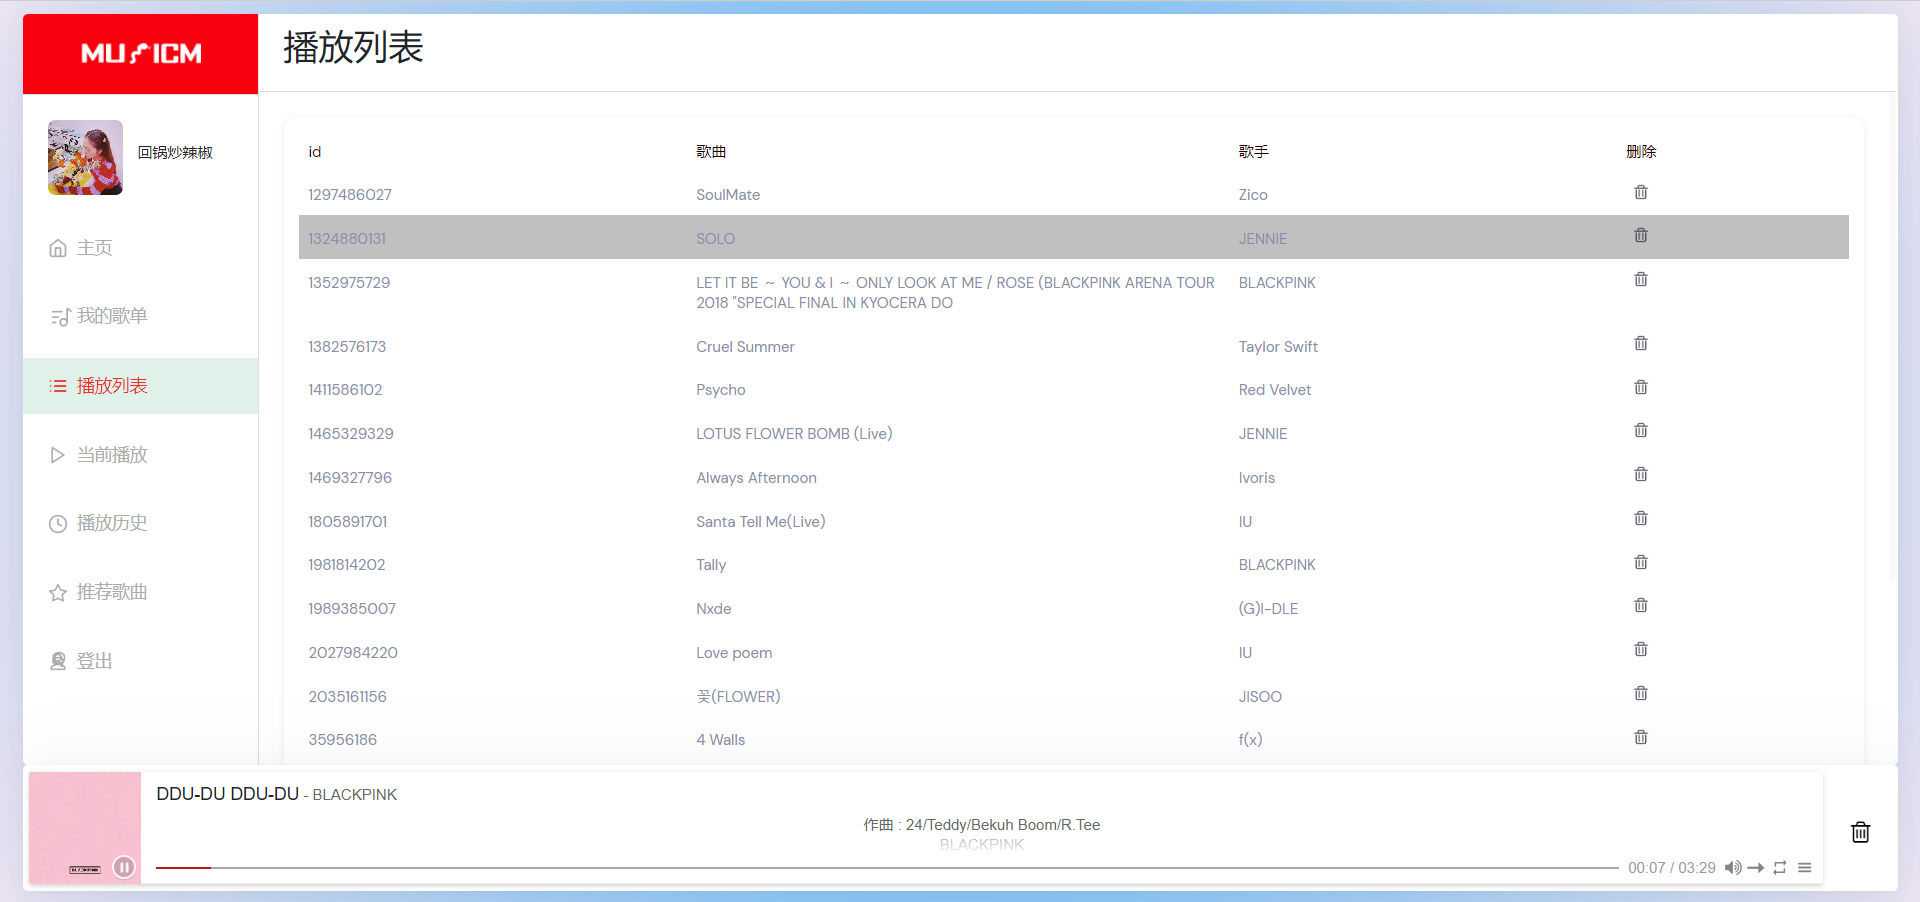 MUSICM
播放列表
回锅炒辣椒
主页
我的歌单
播放列表
当前播放
播放历史
推荐歌曲
登出
id 歌曲 歌手 删除
1297486027 SoulMate Zico
1324880131 SOLO JENNIE
1352975729 LET IT BE ～ YOU & I ～ ONLY LOOK AT ME / ROSE (BLACKPINK ARENA TOUR BLACKPINK
2018 "SPECIAL FINAL IN KYOCERA DO
1382576173 Cruel Summer Taylor Swift
1411586102 Psycho Red Velvet
1465329329 LOTUS FLOWER BOMB (Live) JENNIE
1469327796 Always Afternoon Ivoris
1805891701 Santa Tell Me(Live) IU
1981814202 Tally BLACKPINK
1989385007 Nxde (G)I-DLE
2027984220 Love poem IU
2035161156 꽃(FLOWER) JISOO
35956186 4 Walls f(x)
DDU-DU DDU-DU - BLACKPINK
作曲 : 24/Teddy/Bekuh Boom/R.Tee
BLACKPINK
BLACKPINK
00:07 / 03:29